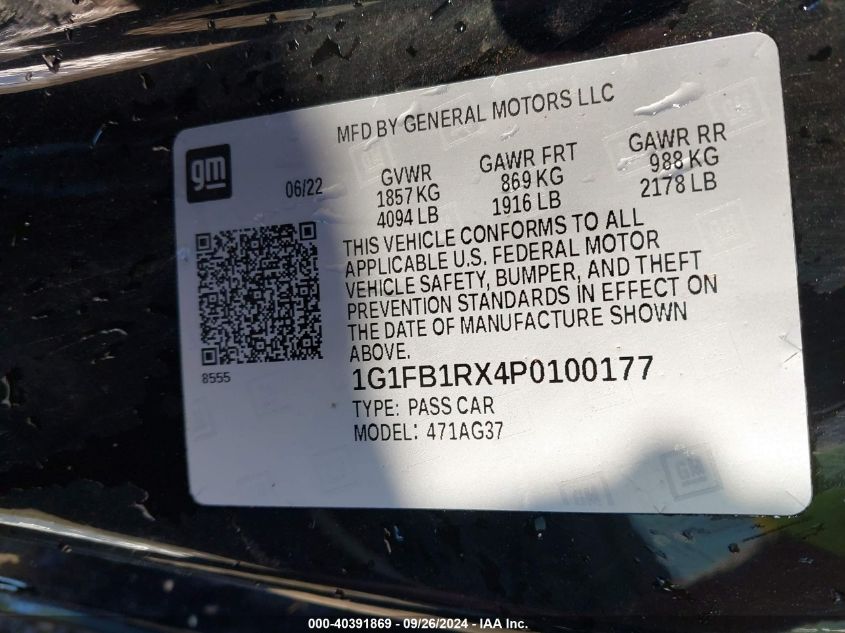 MFD BY GENERAL MOTORS LLC
gm
06/22
GVWR
1857 KG
4094 LB
GAWR FRT
869 KG
1916 LB
GAWR RR
988 KG
2178 LB
THIS VEHICLE CONFORMS TO ALL
APPLICABLE U.S. FEDERAL MOTOR
VEHICLE SAFETY, BUMPER, AND THEFT
PREVENTION STANDARDS IN EFFECT ON
THE DATE OF MANUFACTURE SHOWN
ABOVE.
8555
1G1FB1RX4P0100177
TYPE: PASS CAR
MODEL: 471AG37
GM
GM
000-40391869 - 09/26/2024 - IAA Inc.